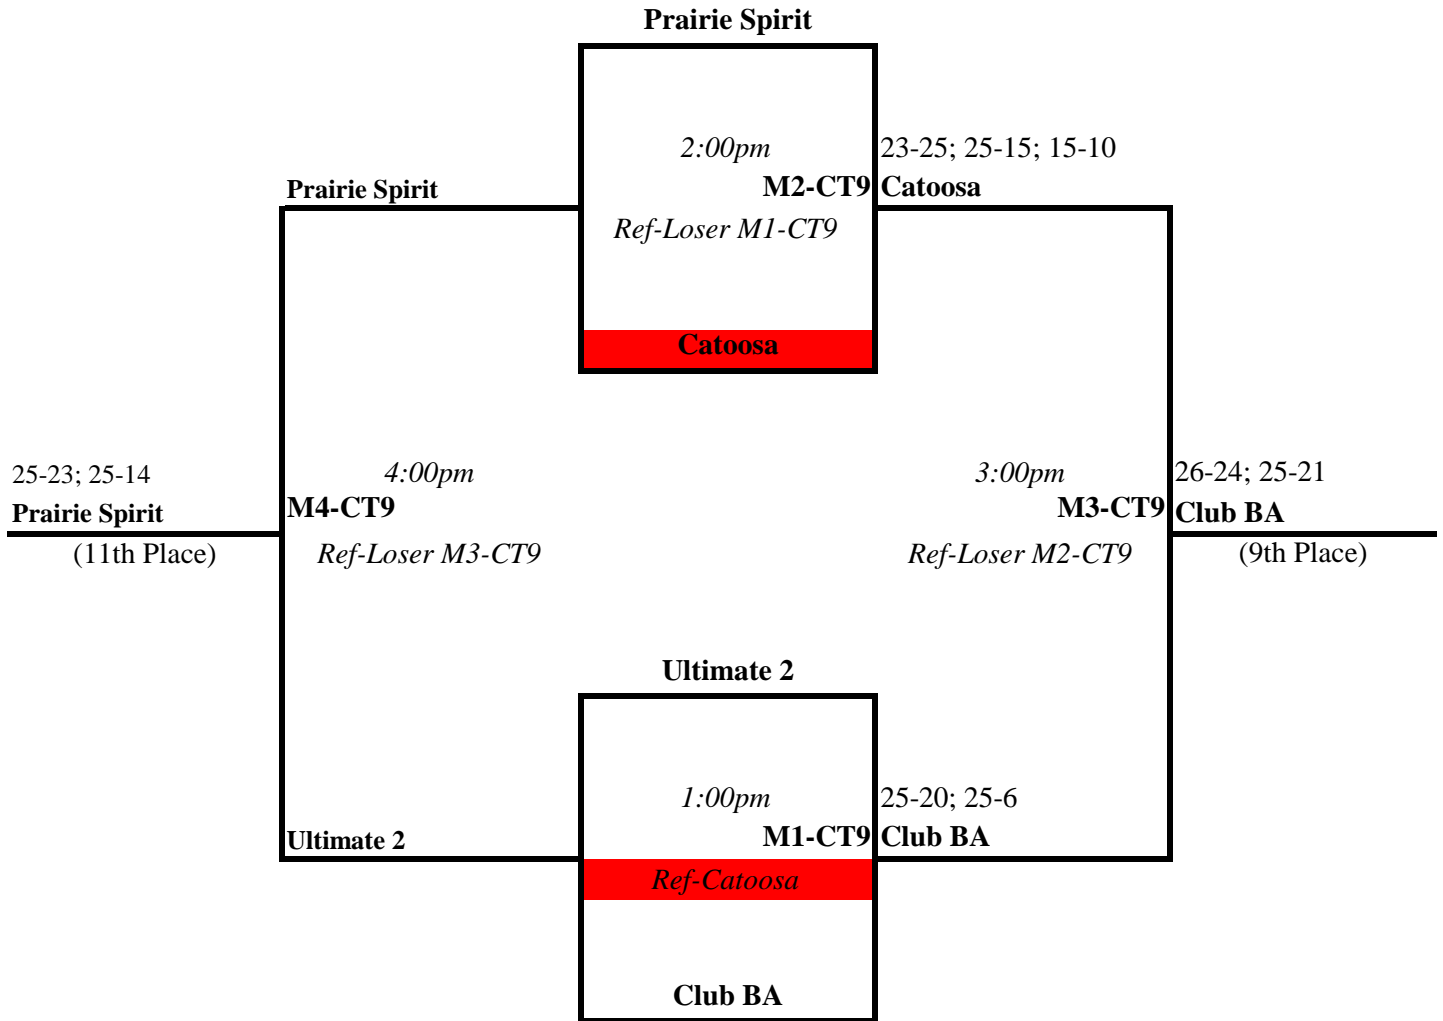 Prairie Spirit
2:00pm
23-25; 25-15; 15-10
Prairie Spirit
M2-CT9
Catoosa
Ref-Loser M1-CT9
Catoosa
25-23; 25-14
4:00pm
3:00pm
26-24; 25-21
Prairie Spirit
M4-CT9
M3-CT9
Club BA
(11th Place)
Ref-Loser M3-CT9
Ref-Loser M2-CT9
(9th Place)
Ultimate 2
1:00pm
25-20; 25-6
Ultimate 2
M1-CT9
Club BA
Ref-Catoosa
Club BA